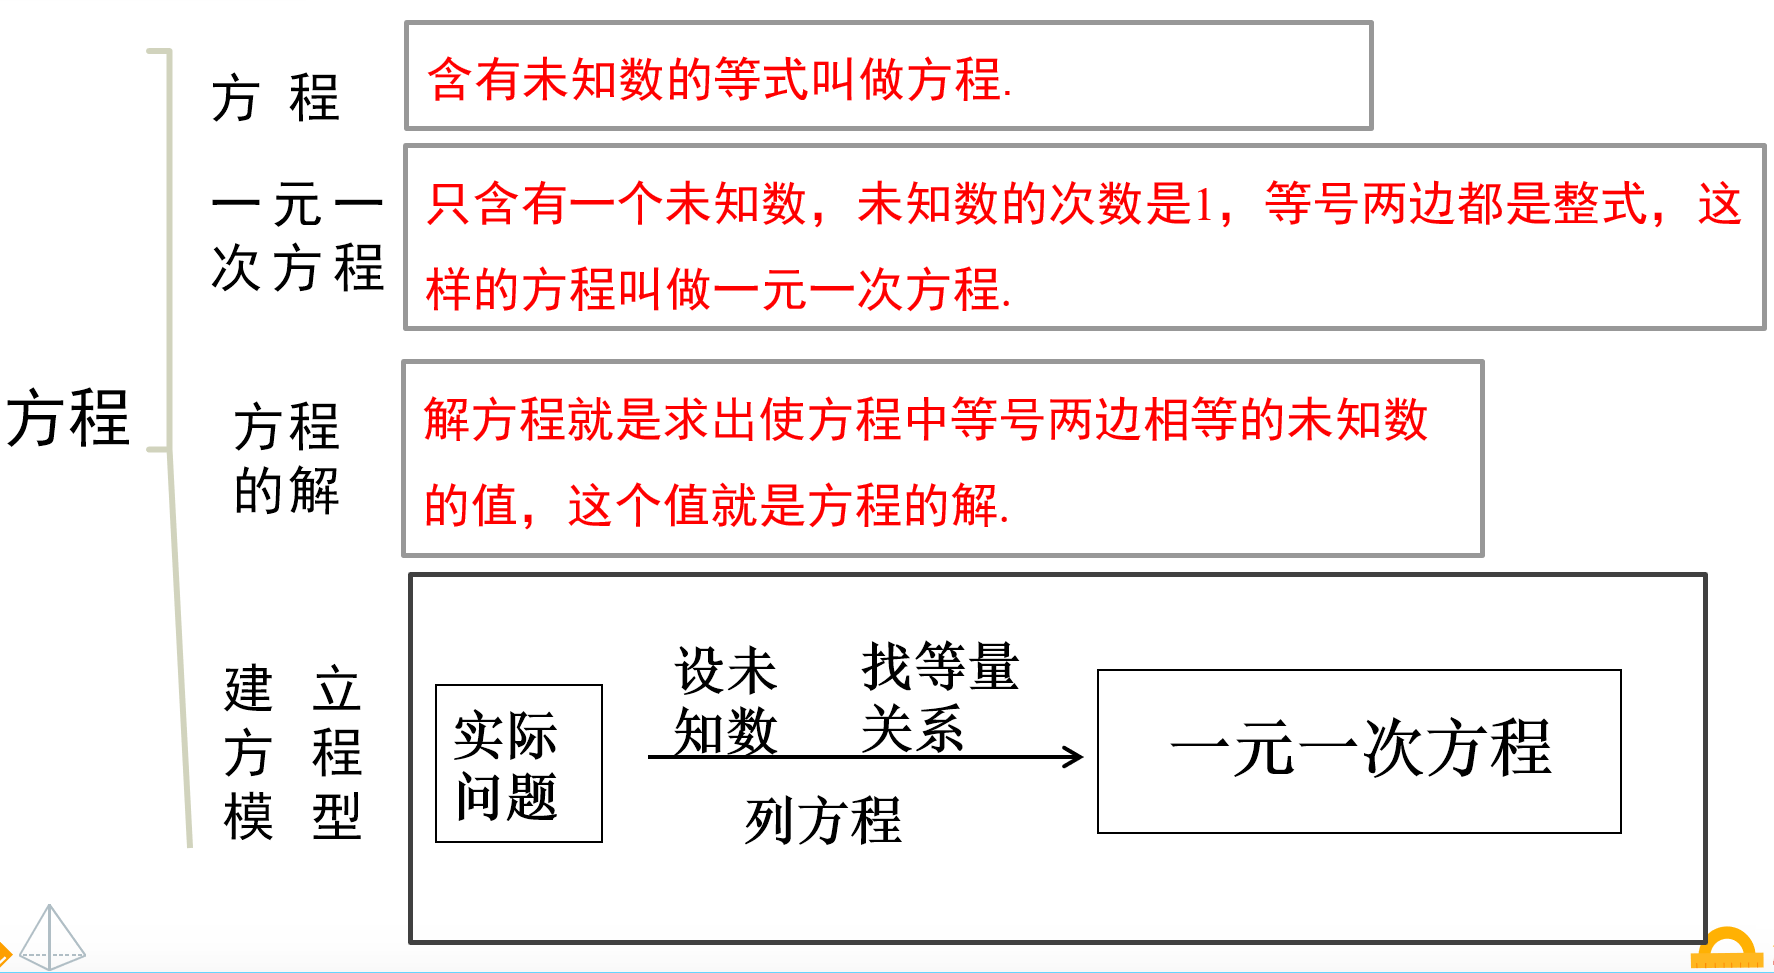 方程
方 程
含有未知数的等式叫做方程.
一元一
次方程
只含有一个未知数，未知数的次数是1，等号两边都是整式，这
样的方程叫做一元一次方程.
方程
的解
解方程就是求出使方程中等号两边相等的未知数
的值，这个值就是方程的解.
建 立
方 程
模 型
实际
问题
设未
知数
找等量
关系
列方程
一元一次方程